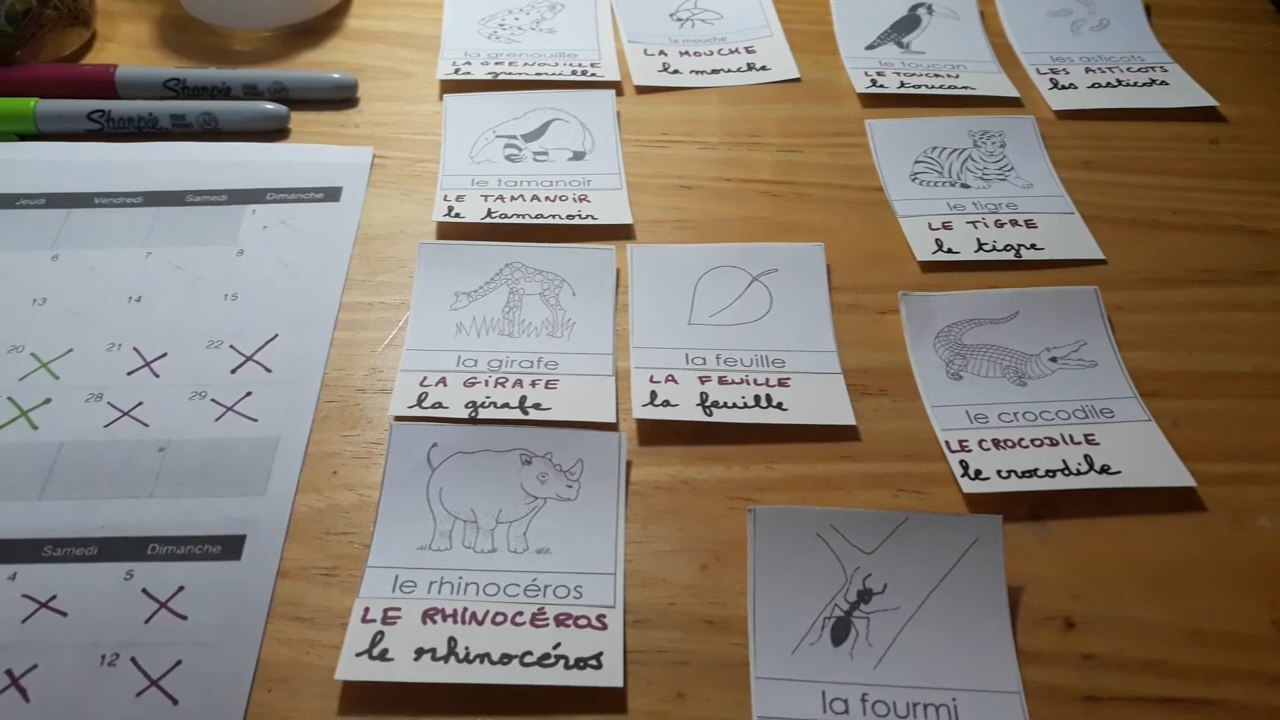 Sharpie
Sharpie
Jeudi Vendredi Samedi Dimanche
1
6 7 8
13 14 15
20 21 22
28 29
Samedi Dimanche
4 5
12
la grenouille
LA GRENOUILLE
la grenouille
la mouche
LA MOUCHE
la mouche
le toucan
LE TOUCAN
le toucan
les asticots
LES ASTICOTS
les asticots
le tamanoir
LE TAMANOIR
le tamanoir
le tigre
LE TIGRE
le tigre
la girafe
LA GIRAFE
la girafe
la feuille
LA FEUILLE
la feuille
le crocodile
LE CROCODILE
le crocodile
le rhinocéros
LE RHINOCÉROS
le rhinocéros
la fourmi